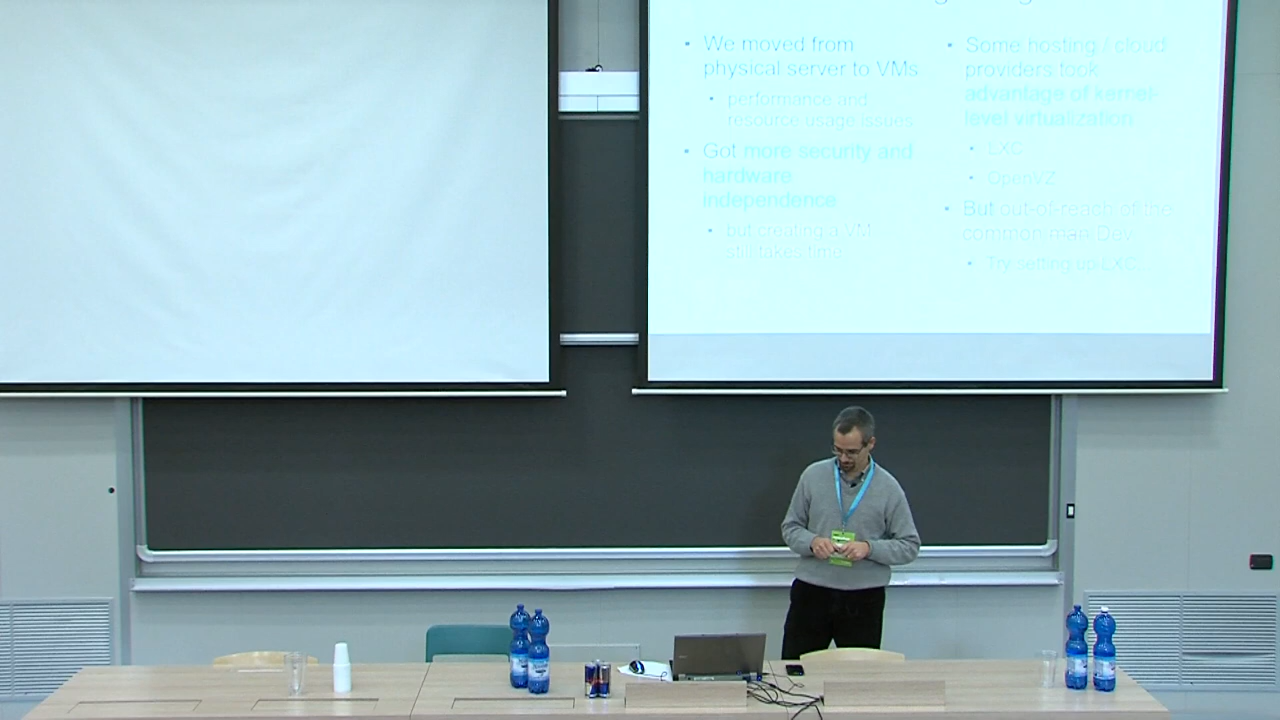 • We moved from
physical server to VMs
• performance and
resource usage issues
• Got more security and
hardware
independence
• but creating a VM
still takes time
• Some hosting / cloud
providers took
advantage of kernel-
level virtualization
• LXC
• OpenVZ
• But out-of-reach of the
common man Dev
• Try setting up LXC...